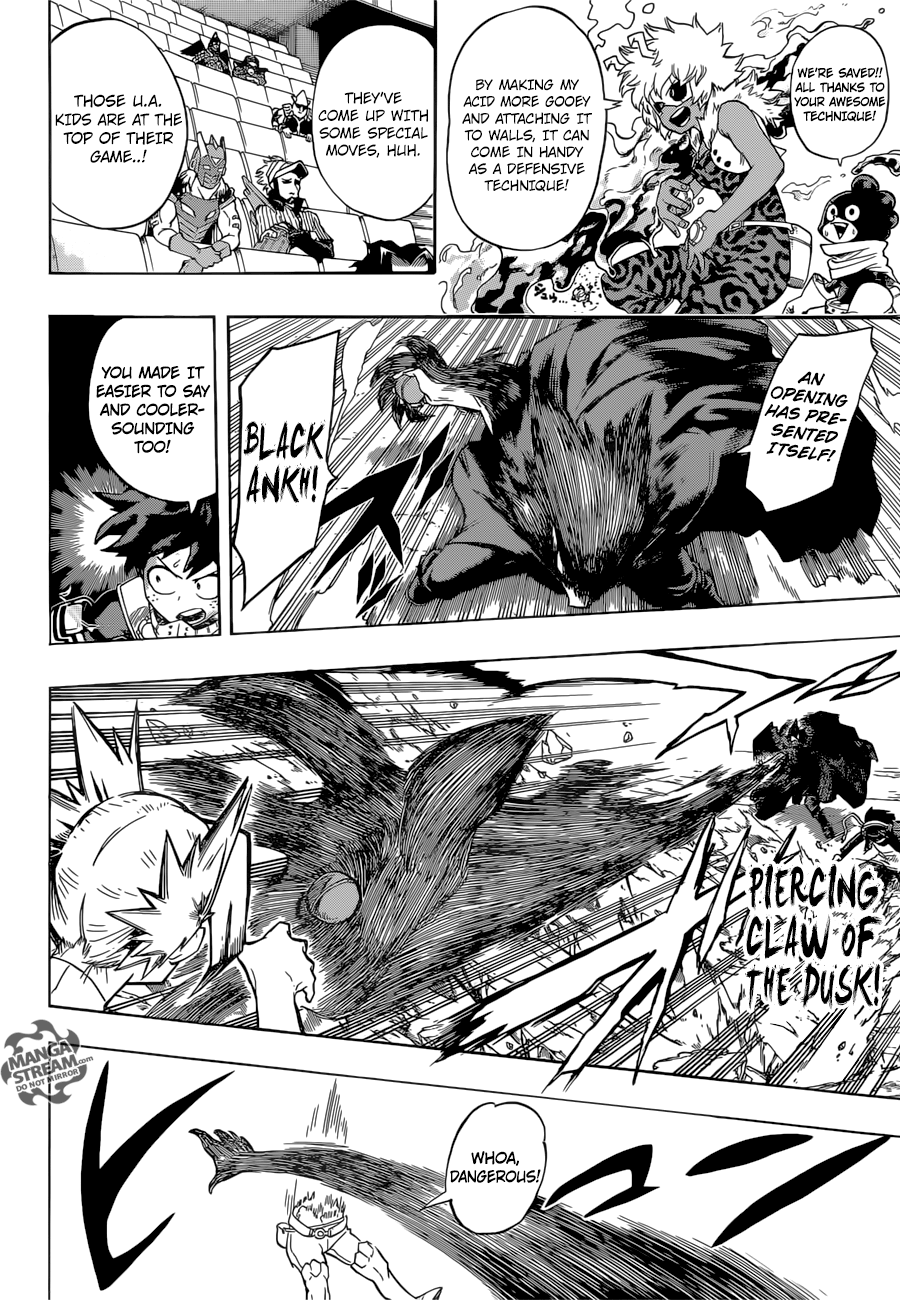 WE'RE SAVED!!
ALL THANKS TO
YOUR AWESOME
TECHNIQUE!
BY MAKING MY
ACID MORE GOOEY
AND ATTACHING
IT TO WALLS, IT CAN
COME IN HANDY
AS A DEFENSIVE
TECHNIQUE!
THEY'VE
COME UP WITH
SOME SPECIAL
MOVES, HUH.
THOSE U.A.
KIDS ARE AT
THE TOP OF THEIR
GAME..!
AN
OPENING
HAS PRE-
SENTED
ITSELF!
BLACK
ANKH!
YOU MADE IT
EASIER TO SAY
AND COOLER-
SOUNDING
TOO!
PIERCING
CLAW OF
THE DUSK!
WHOA,
DANGEROUS!
MANGA
STREAM.com
DO NOT MIRROR